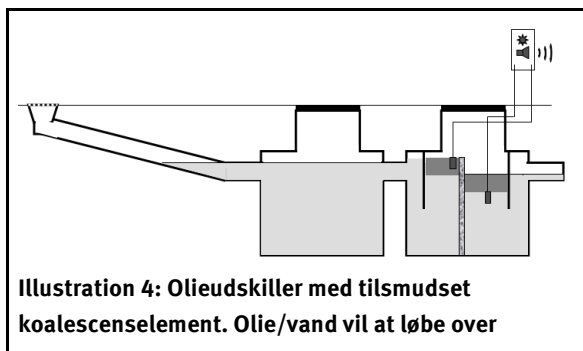 Illustration 4: Olieudskiller med tilsmudset
koalescenselement. Olie/vand vil at løbe over